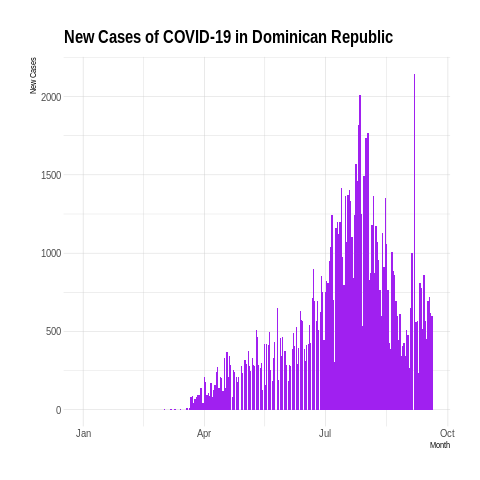 New Cases of COVID-19 in Dominican Republic
New Cases
2000
1500
1000
500
0
Jan Apr Jul Oct
Month